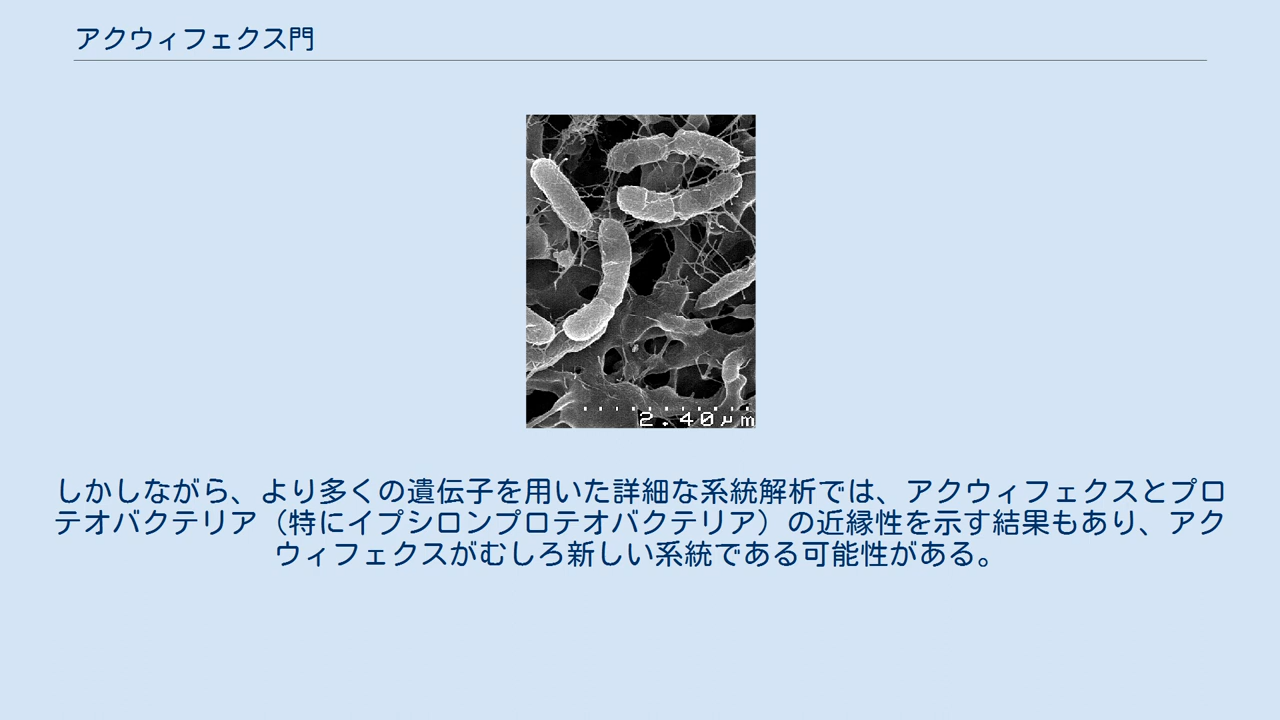 アクウィフェクス門
2.40μm
しかしながら、より多くの遺伝子を用いた詳細な系統解析では、アクウィフェクスとプロ
テオバクテリア（特にイプシロンプロテオバクテリア）の近縁性を示す結果もあり、アク
ウィフェクスがむしろ新しい系統である可能性がある。